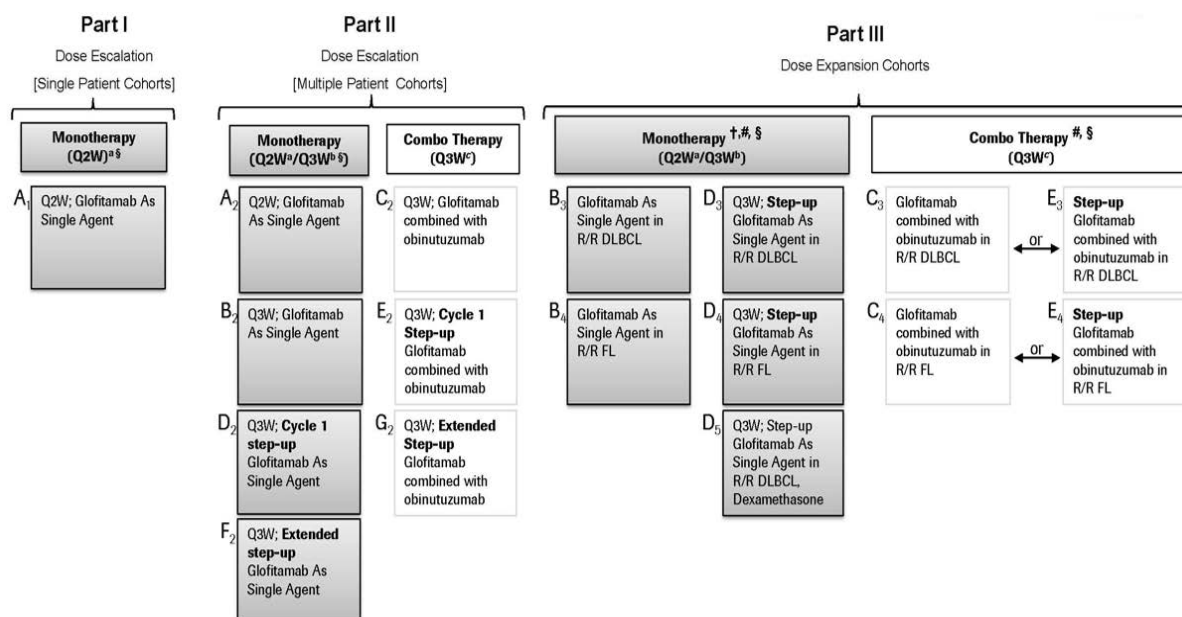 Part I
Dose Escalation
[Single Patient Cohorts]
Monotherapy
(Q2W)a §
A1
Q2W; Glofitamab As
Single Agent
Part II
Dose Escalation
[Multiple Patient Cohorts]
Monotherapy
(Q2Wa/Q3Wb §)
A2
Q2W; Glofitamab
As Single Agent
B2
Q3W; Glofitamab
As Single Agent
D2
Q3W; Cycle 1
step-up
Glofitamab As
Single Agent
F2
Q3W; Extended
step-up
Glofitamab As
Single Agent
Combo Therapy
(Q3Wc)
C2
Q3W; Glofitamab
combined with
obinutuzumab
E2
Q3W; Cycle 1
Step-up
Glofitamab
combined with
obinutuzumab
G2
Q3W; Extended
Step-up
Glofitamab
combined with
obinutuzumab
Part III
Dose Expansion Cohorts
Monotherapy †,#, §
(Q2Wa/Q3Wb)
B3
Glofitamab As
Single Agent in
R/R DLBCL
B4
Glofitamab As
Single Agent in
R/R FL
D3
Q3W; Step-up
Glofitamab As
Single Agent in
R/R DLBCL
D4
Q3W; Step-up
Glofitamab As
Single Agent in
R/R FL
D5
Q3W; Step-up
Glofitamab As
Single Agent in
R/R DLBCL,
Dexamethasone
Combo Therapy #, §
(Q3Wc)
C3
Glofitamab
combined with
obinutuzumab in
R/R DLBCL
or
E3
Step-up
Glofitamab
combined with
obinutuzumab in
R/R DLBCL
C4
Glofitamab
combined with
obinutuzumab in
R/R FL
or
E4
Step-up
Glofitamab
combined with
obinutuzumab in
R/R FL